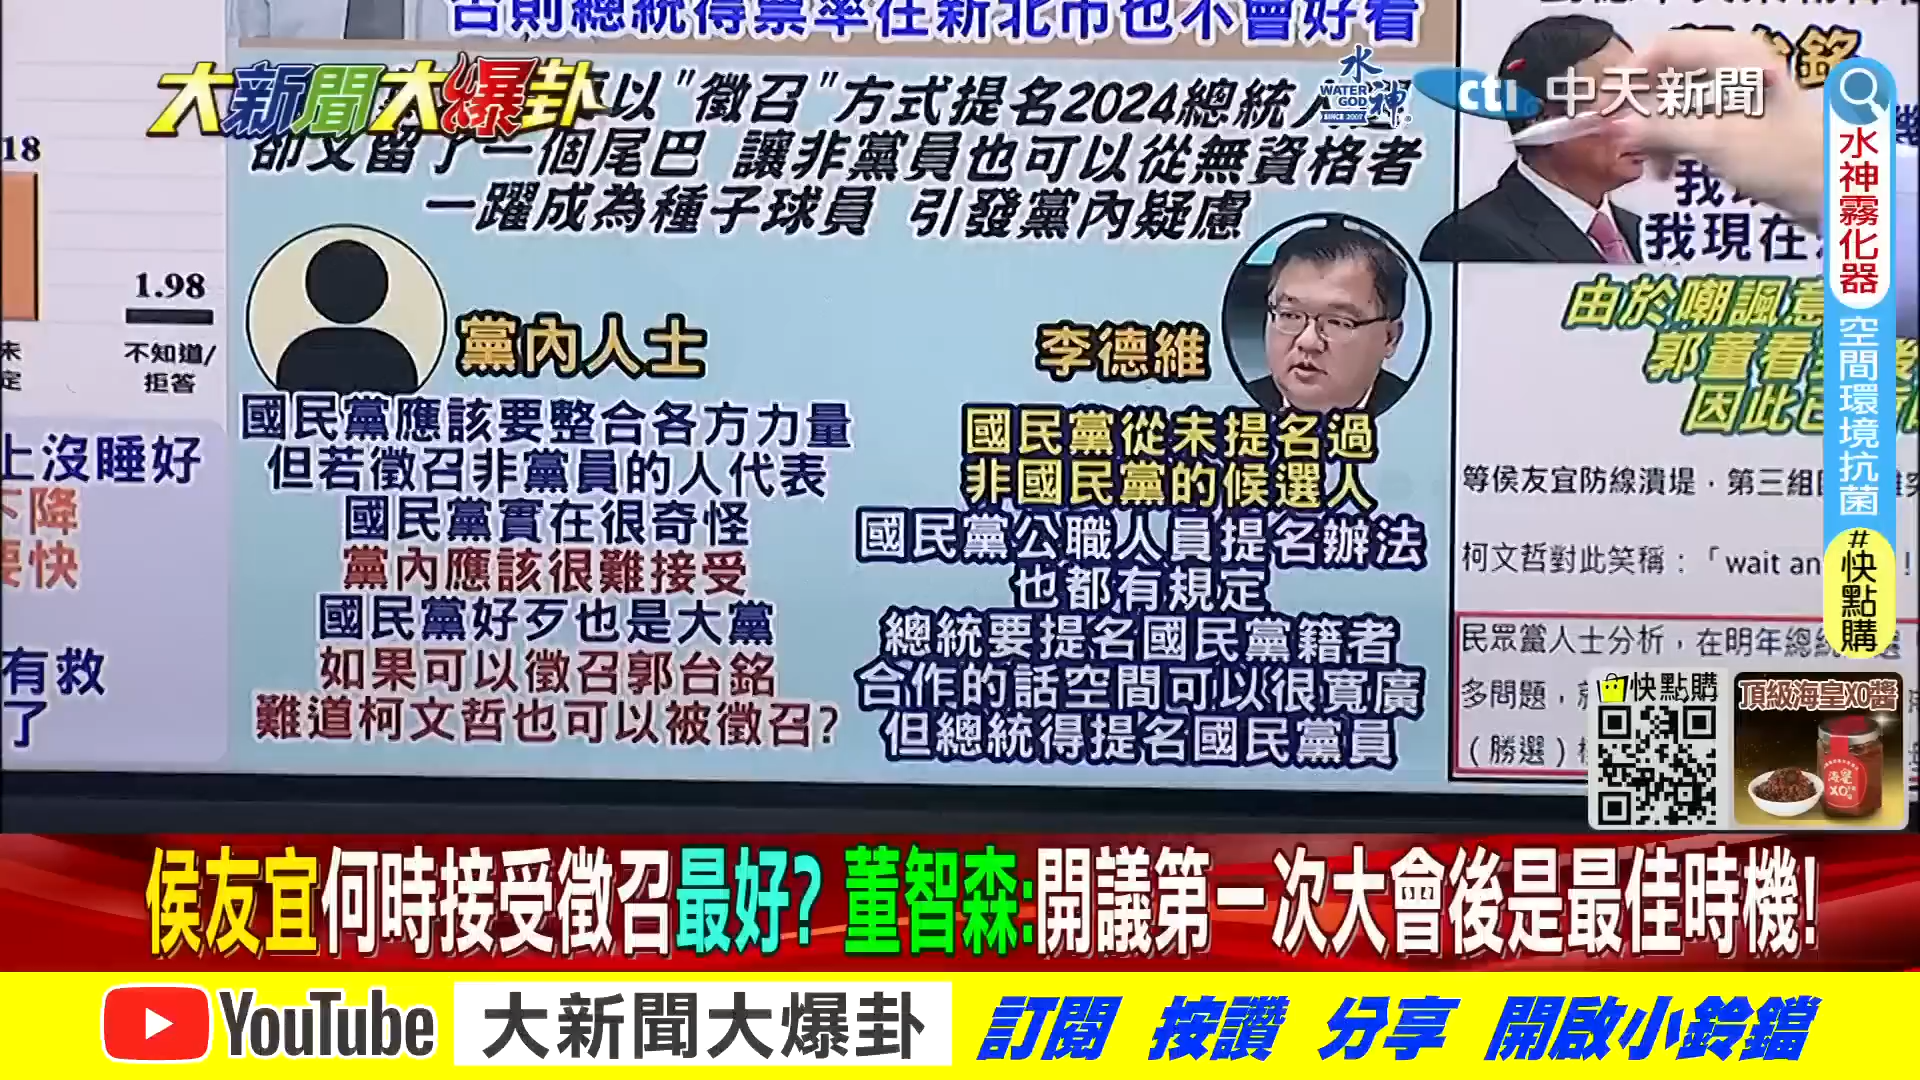 否則總統得票率在新北市也不會好看
大新聞大爆卦
以"徵召"方式提名2024總統人選
卻又留了一個尾巴 讓非黨員也可以從無資格者
一躍成為種子球員 引發黨內疑慮
水神
WATER GOD
SINCE 2007
cti 中天新聞
台銘
18
1.98
未
定
不知道/
拒答
上沒睡好
下降
要快
有救
了
黨內人士
國民黨應該要整合各方力量
但若徵召非黨員的人代表
國民黨實在很奇怪
黨內應該很難接受
國民黨好歹也是大黨
如果可以徵召郭台銘
難道柯文哲也可以被徵召?
李德維
國民黨從未提名過
非國民黨的候選人
國民黨公職人員提名辦法
也都有規定
總統要提名國民黨籍者
合作的話空間可以很寬廣
但總統得提名國民黨員
我現在
由於嘲諷意
郭董看
因此
等侯友宜防線潰堤，第三組
柯文哲對此笑稱：「wait an
民眾黨人士分析，在明年總統
多問題，
（勝選）
水神霧化器
空間環境抗菌
#快點購
快點購
頂級海皇XO醬
海皇
XO
侯友宜何時接受徵召最好? 董智森:開議第一次大會後是最佳時機!
YouTube 大新聞大爆卦 訂閱 按讚 分享 開啟小鈴鐺